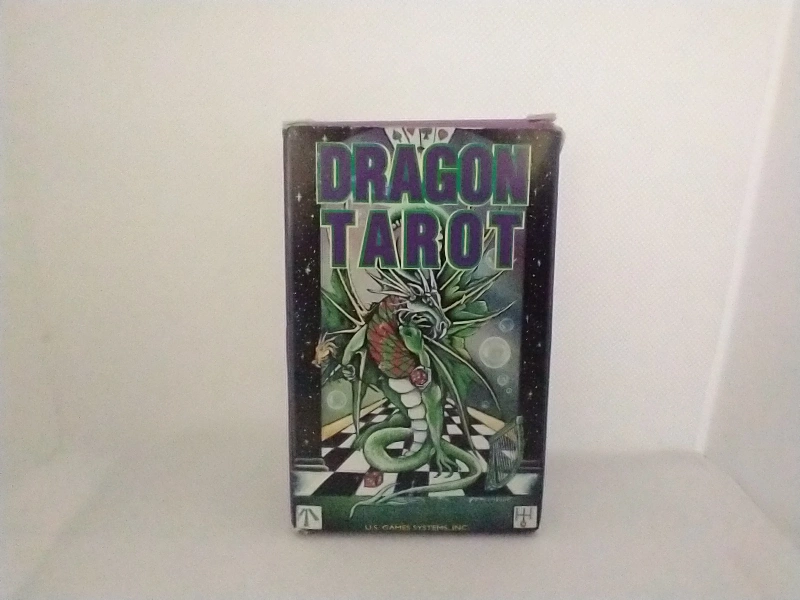 DRAGON
TAROT
U.S. GAMES SYSTEMS, INC.